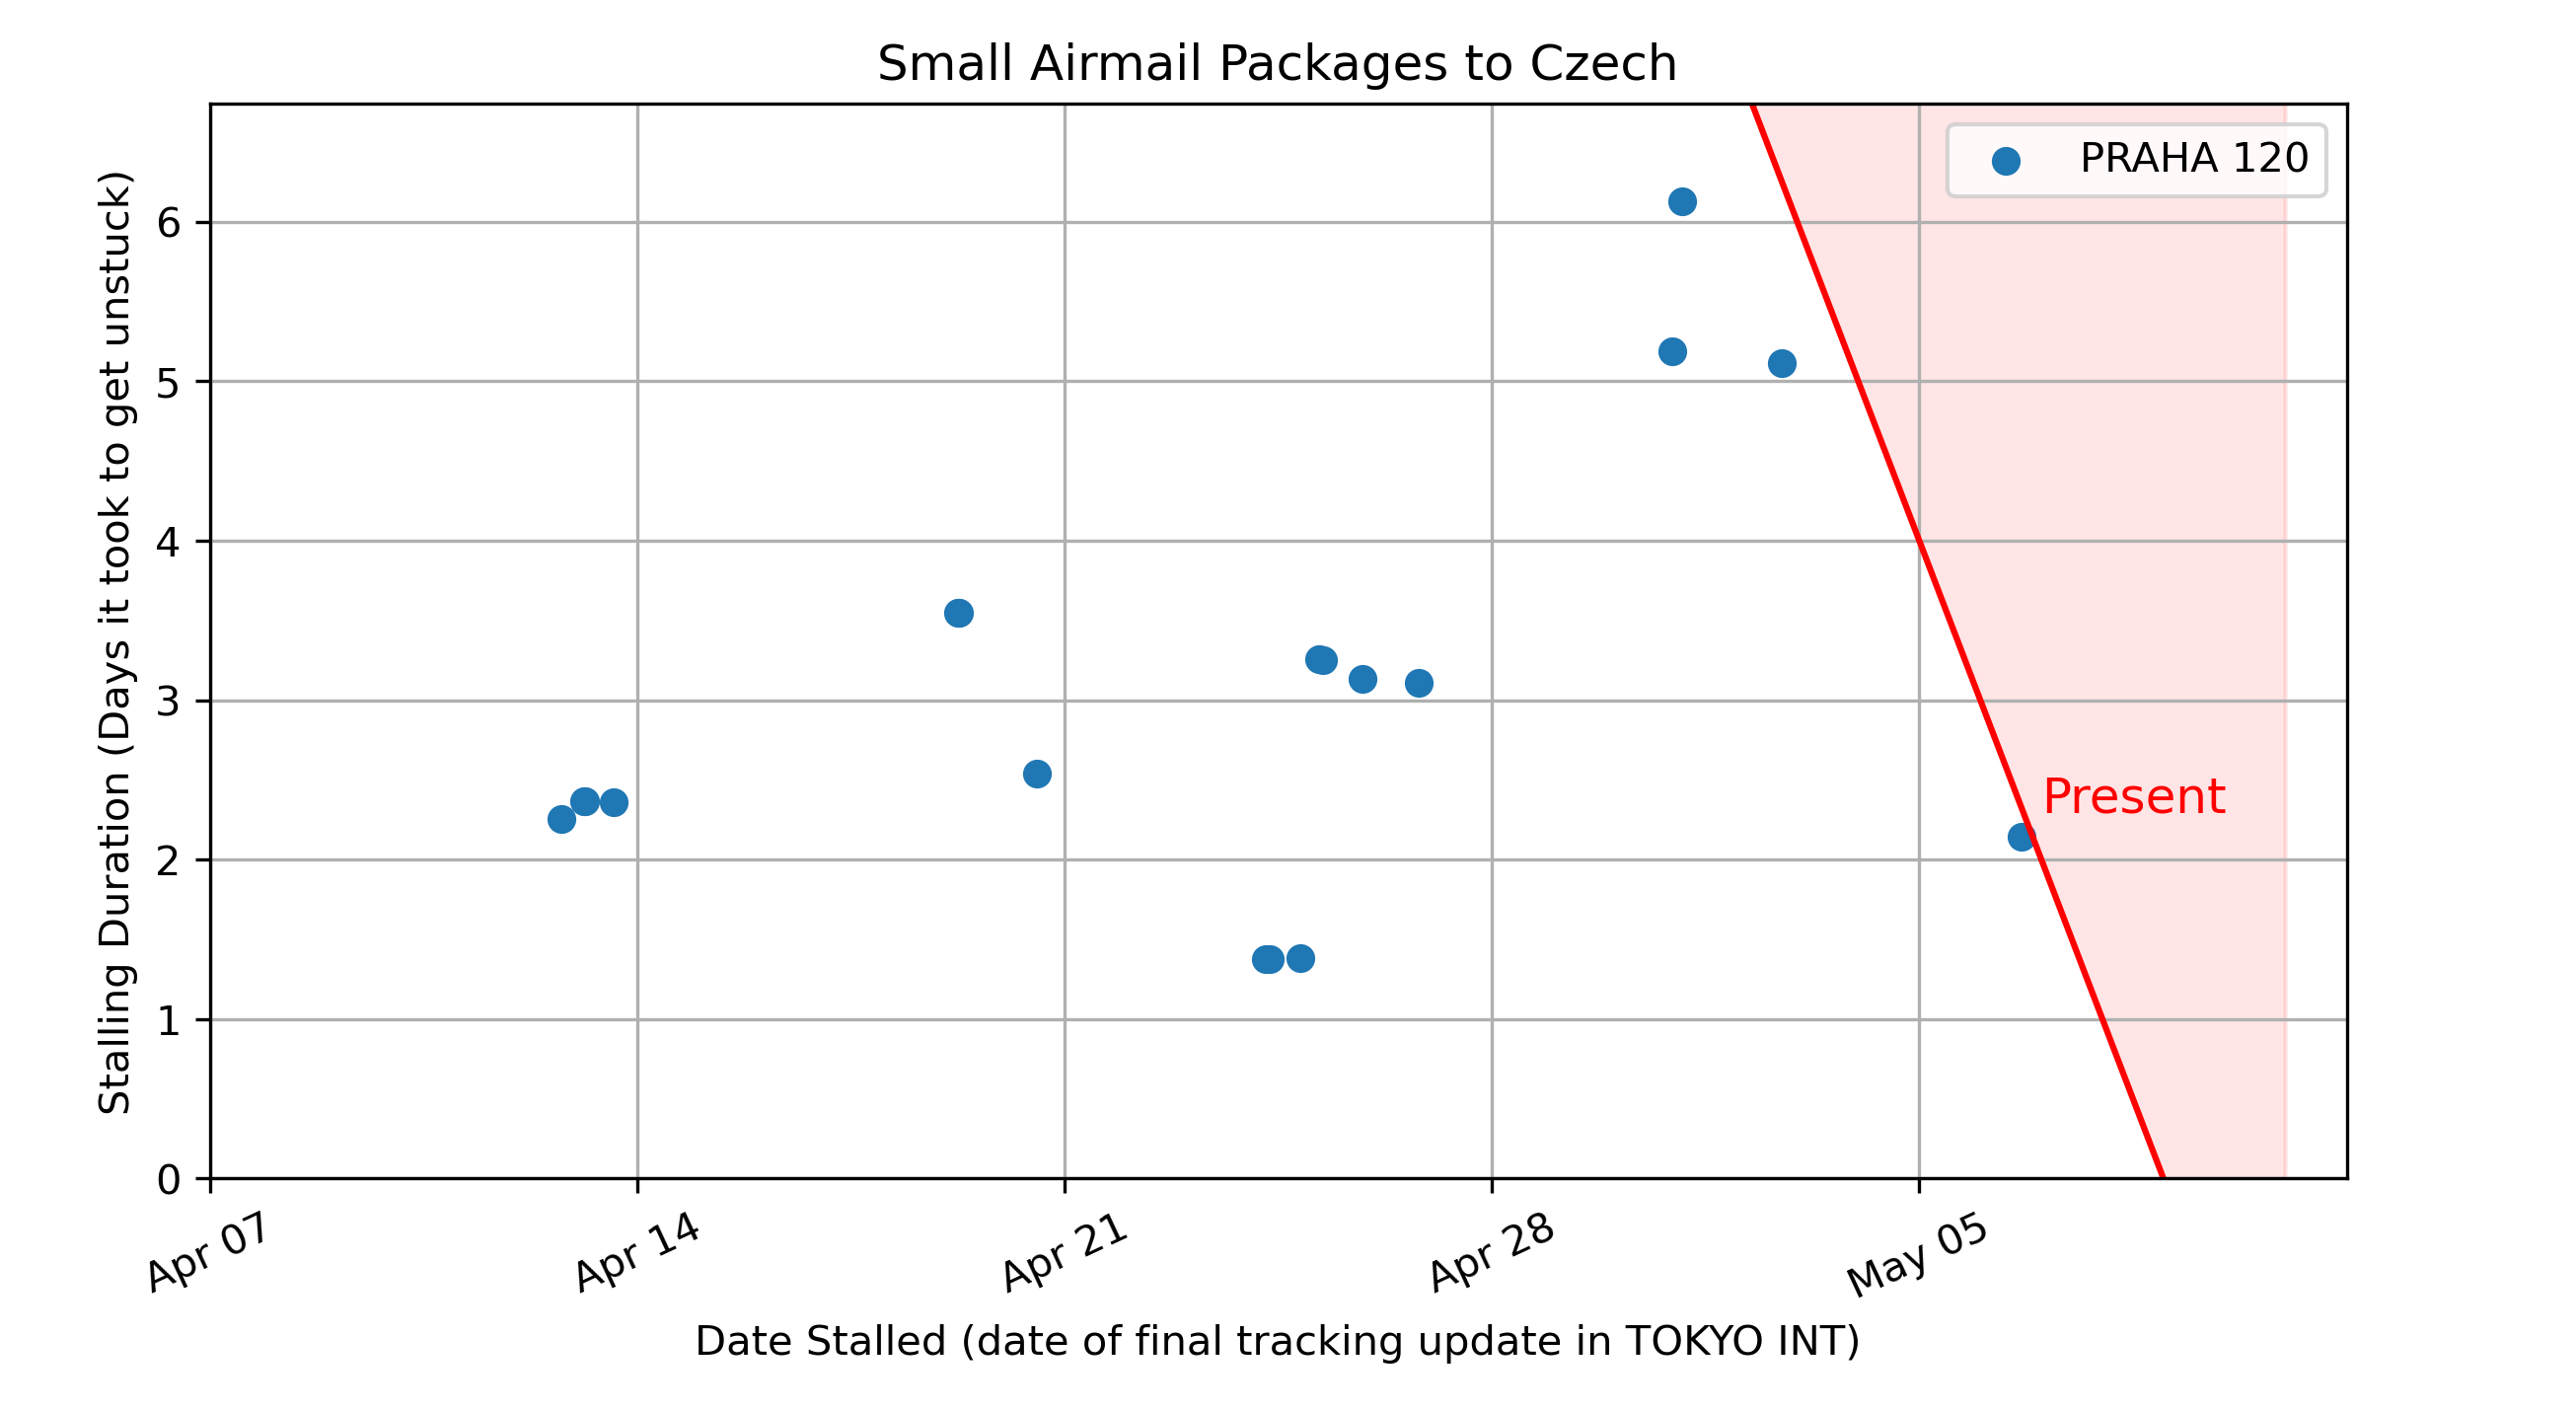 Small Airmail Packages to Czech
PRAHA 120
Stalling Duration (Days it took to get unstuck)
6
5
4
3
2
1
0
Present
Apr 07
Apr 14
Apr 21
Apr 28
May 05
Date Stalled (date of final tracking update in TOKYO INT)